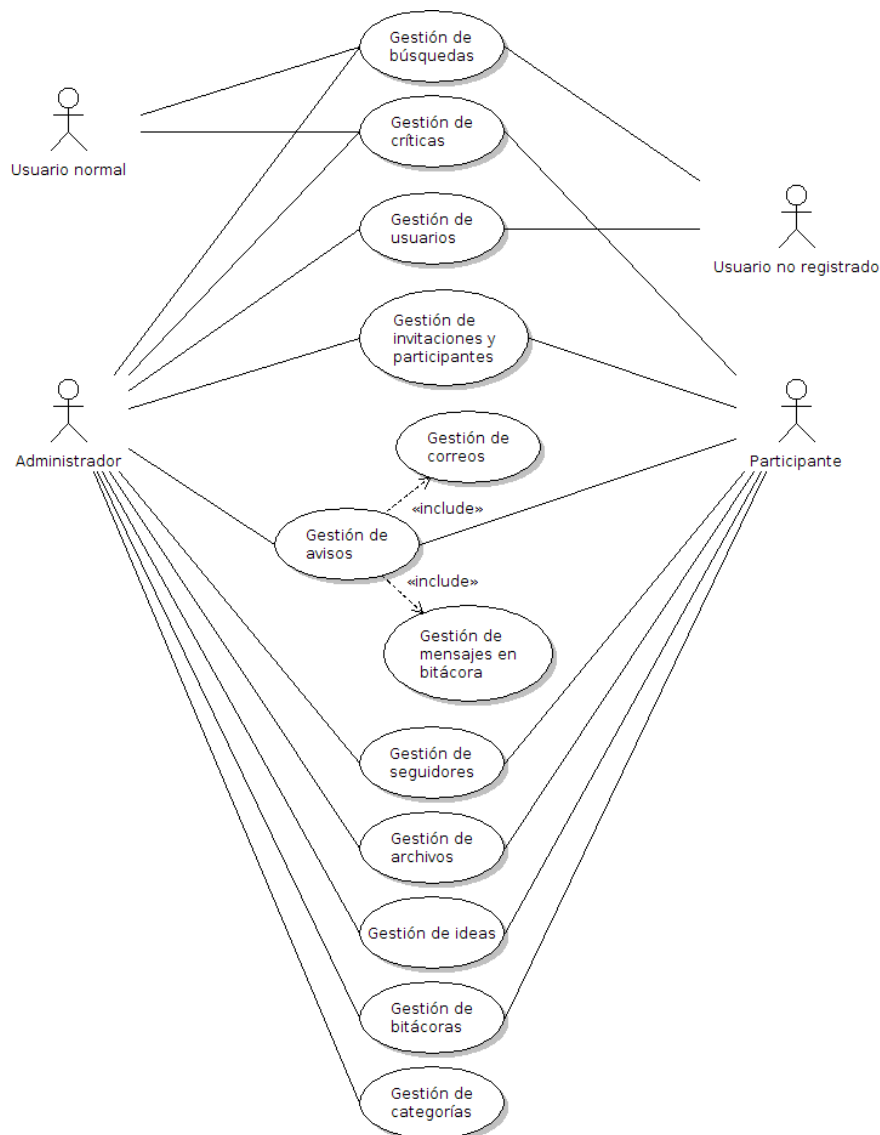 Gestión de
búsquedas
Usuario normal
Gestión de
críticas
Gestión de
usuarios
Usuario no registrado
Gestión de
invitaciones y
participantes
Administrador
Participante
Gestión de
correos
«include»
Gestión de
avisos
«include»
Gestión de
mensajes en
bitácora
Gestión de
seguidores
Gestión de
archivos
Gestión de ideas
Gestión de
bitácoras
Gestión de
categorías